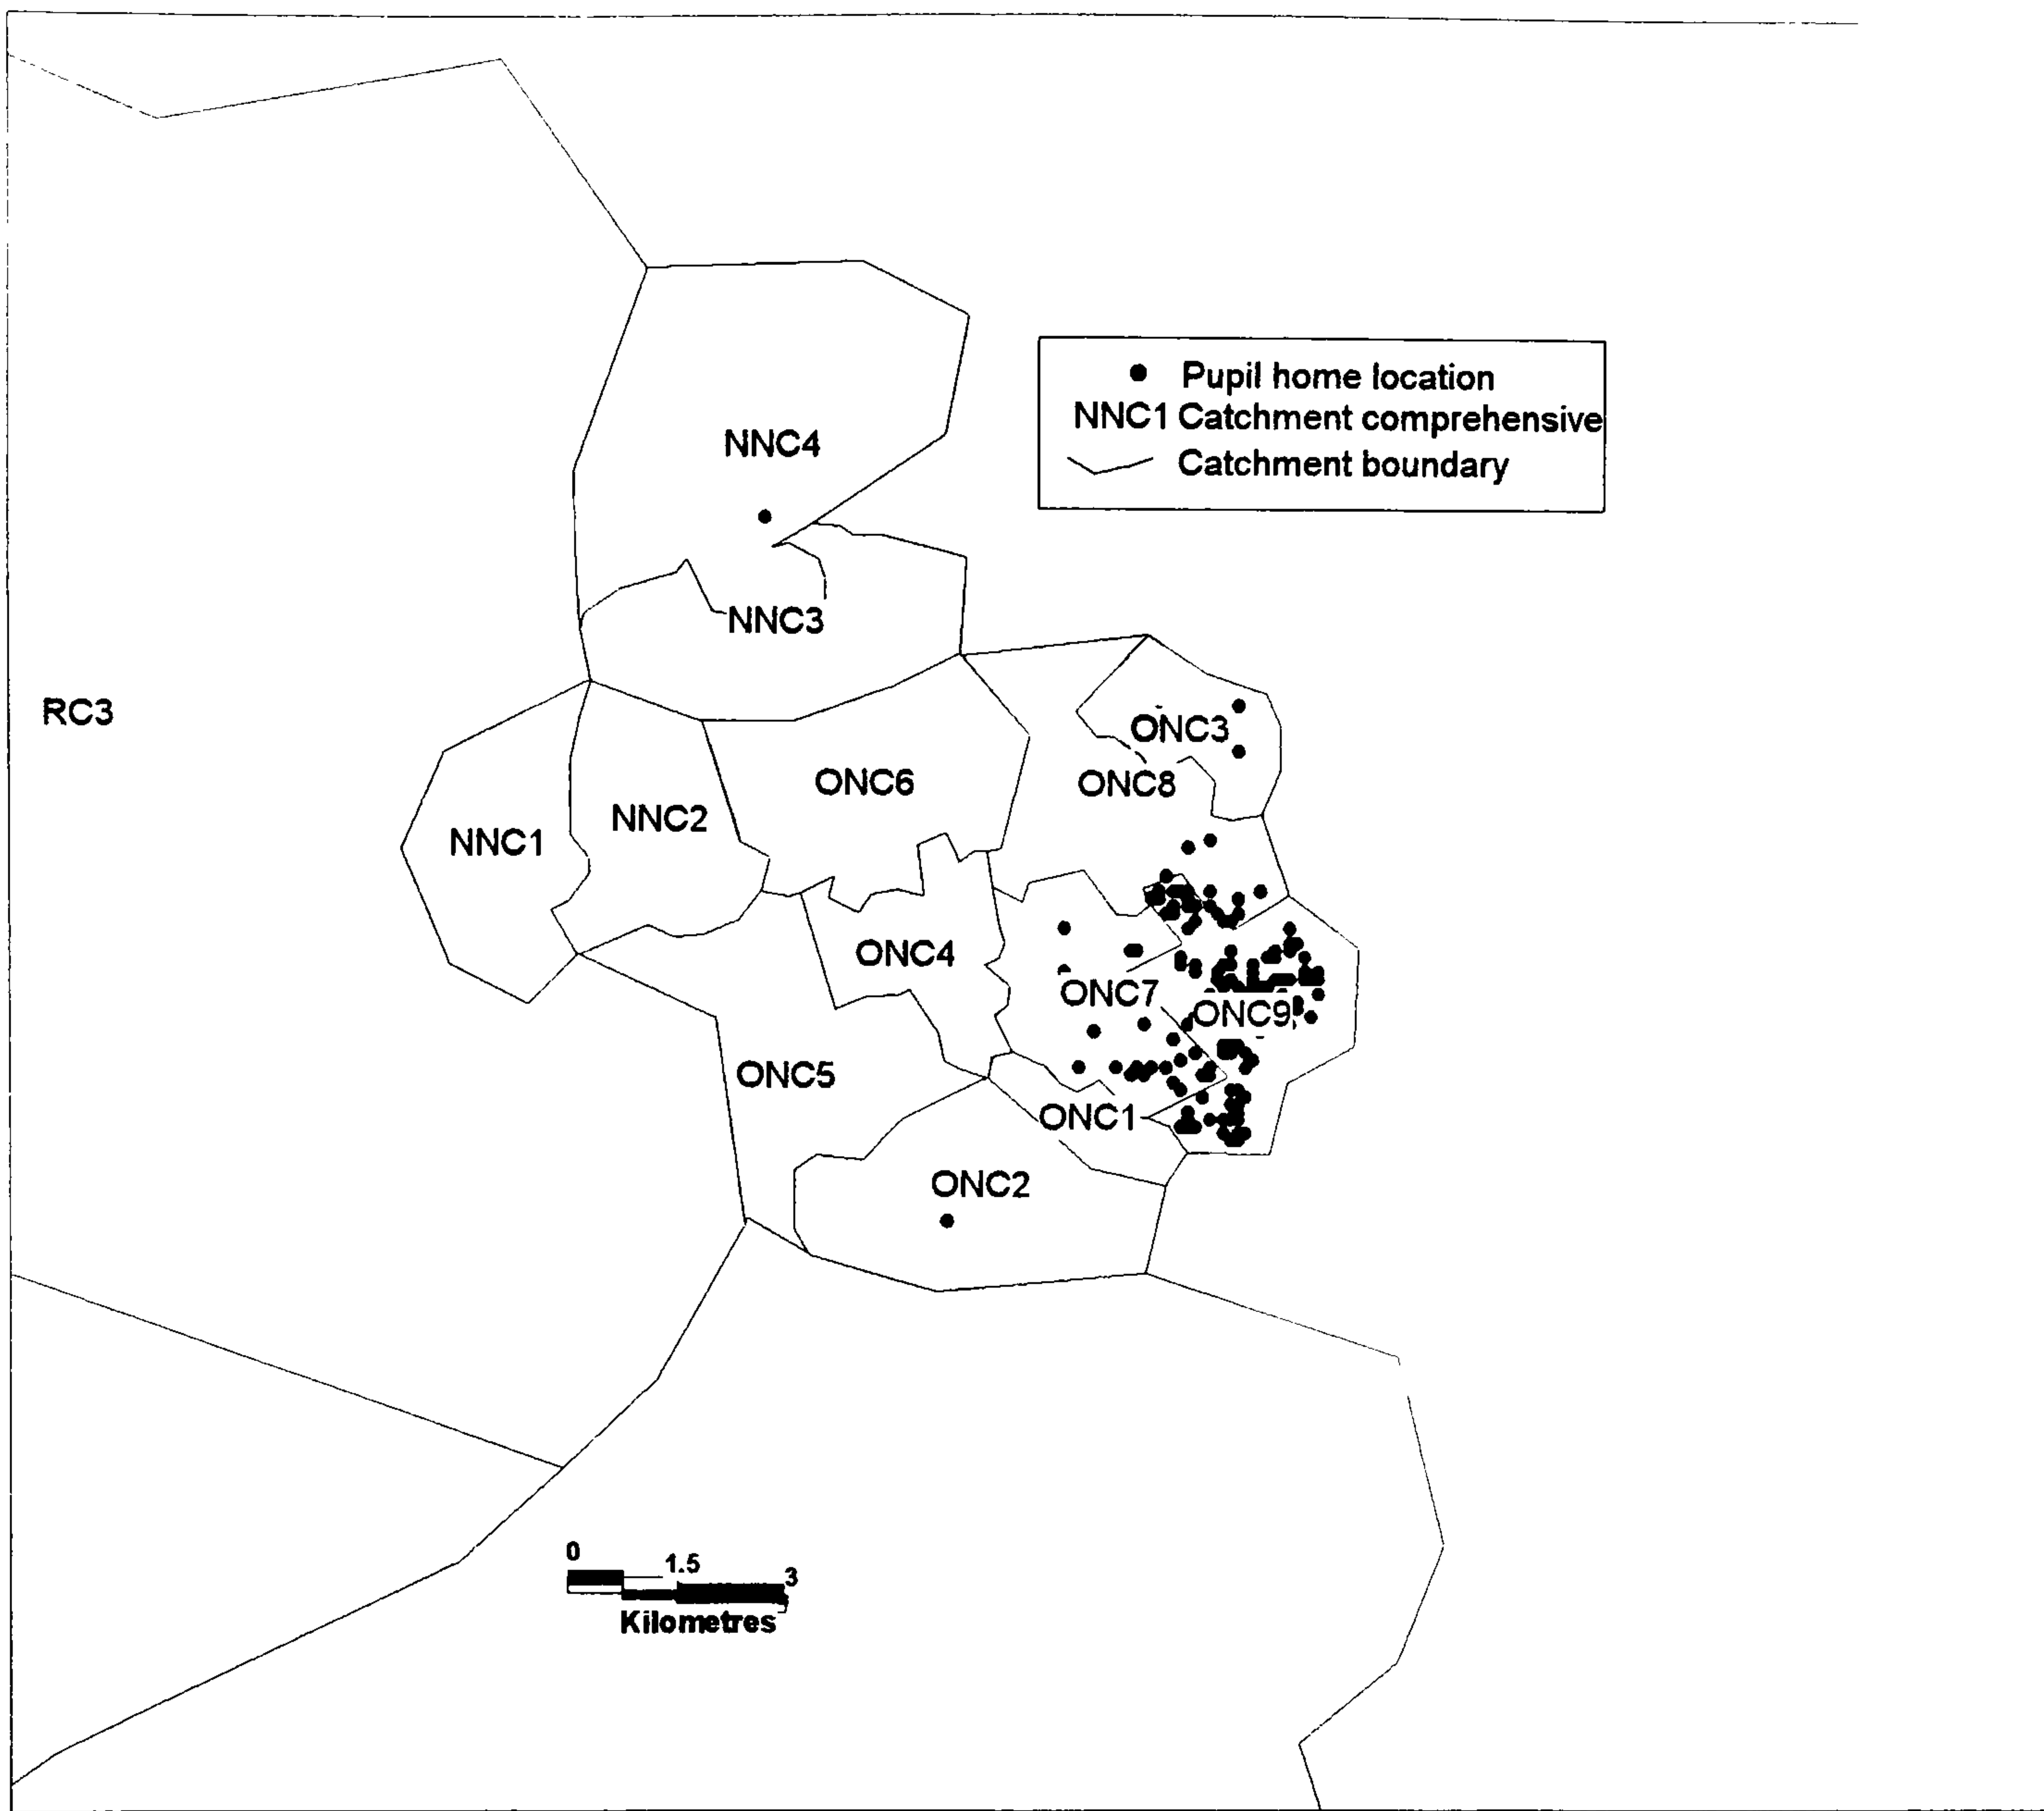 Pupil home location
NNC1 Catchment comprehensive
Catchment boundary
NNC4
NNC3
RC3
ONC3
ONC8
ONC6
NNC2
NNC1
ONC4
ONC7
ONC9
ONC5
ONC1
ONC2
0 1.5 3
Kilometres